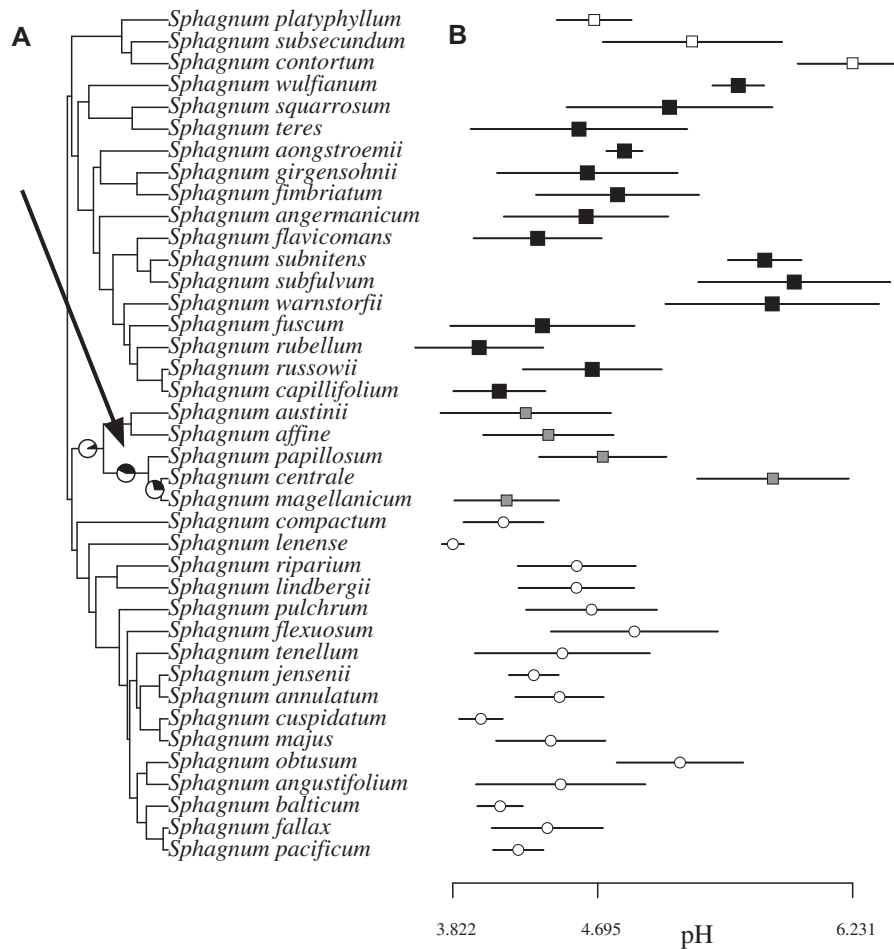 A
B
Sphagnum platyphyllum
Sphagnum subsecundum
Sphagnum contortum
Sphagnum wulfianum
Sphagnum squarrosum
Sphagnum teres
Sphagnum aongstroemii
Sphagnum girgensohnii
Sphagnum fimbriatum
Sphagnum angermanicum
Sphagnum flavicomans
Sphagnum subnitens
Sphagnum subfulvum
Sphagnum warnstorfii
Sphagnum fuscum
Sphagnum rubellum
Sphagnum russowii
Sphagnum capillifolium
Sphagnum austinii
Sphagnum affine
Sphagnum papillosum
Sphagnum centrale
Sphagnum magellanicum
Sphagnum compactum
Sphagnum lenense
Sphagnum riparium
Sphagnum lindbergii
Sphagnum pulchrum
Sphagnum flexuosum
Sphagnum tenellum
Sphagnum jensenii
Sphagnum annulatum
Sphagnum cuspidatum
Sphagnum majus
Sphagnum obtusum
Sphagnum angustifolium
Sphagnum balticum
Sphagnum fallax
Sphagnum pacificum
3.822 4.695 6.231
pH